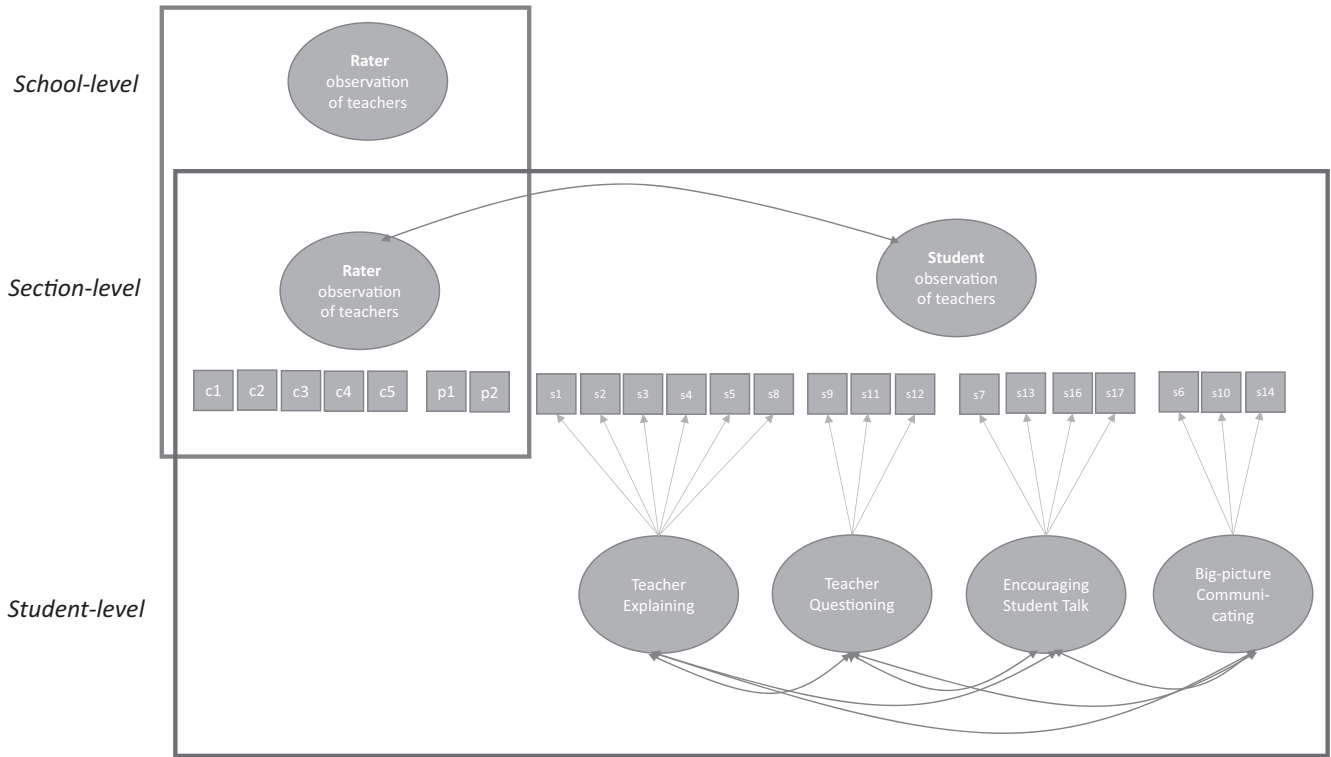 School-level
Rater
observation
of teachers
Section-level
Rater
observation
of teachers
Student
observation
of teachers
c1 c2 c3 c4 c5 p1 p2 s1 s2 s3 s4 s5 s8 s9 s11 s12 s7 s13 s16 s17 s6 s10 s14
Student-level
Teacher
Explaining
Teacher
Questioning
Encouraging
Student Talk
Big-picture
Communi-
cating